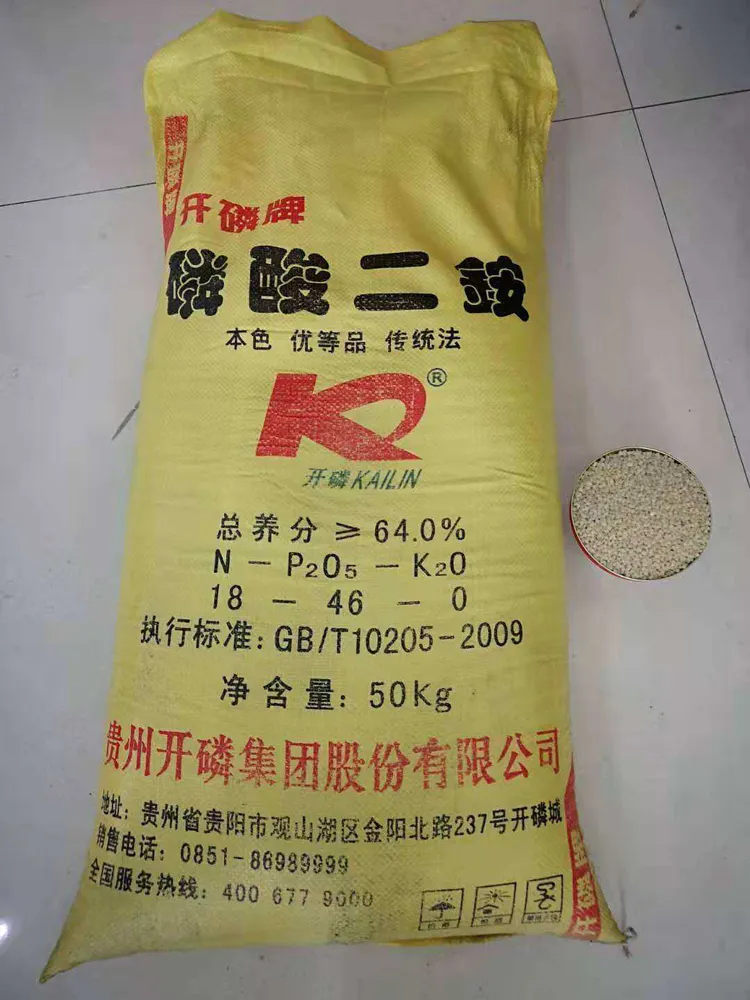 开磷牌
磷酸二铵
本色 优等品 传统法
®
开磷 KAILIN
总养分 ≥ 64.0%
N - P₂O₅ - K₂O
18 - 46 - 0
执行标准: GB/T10205-2009
净含量: 50Kg
贵州开磷集团股份有限公司
地址: 贵州省贵阳市观山湖区金阳北路237号开磷城
销售电话: 0851-86989999
全国服务热线: 400 677 9000